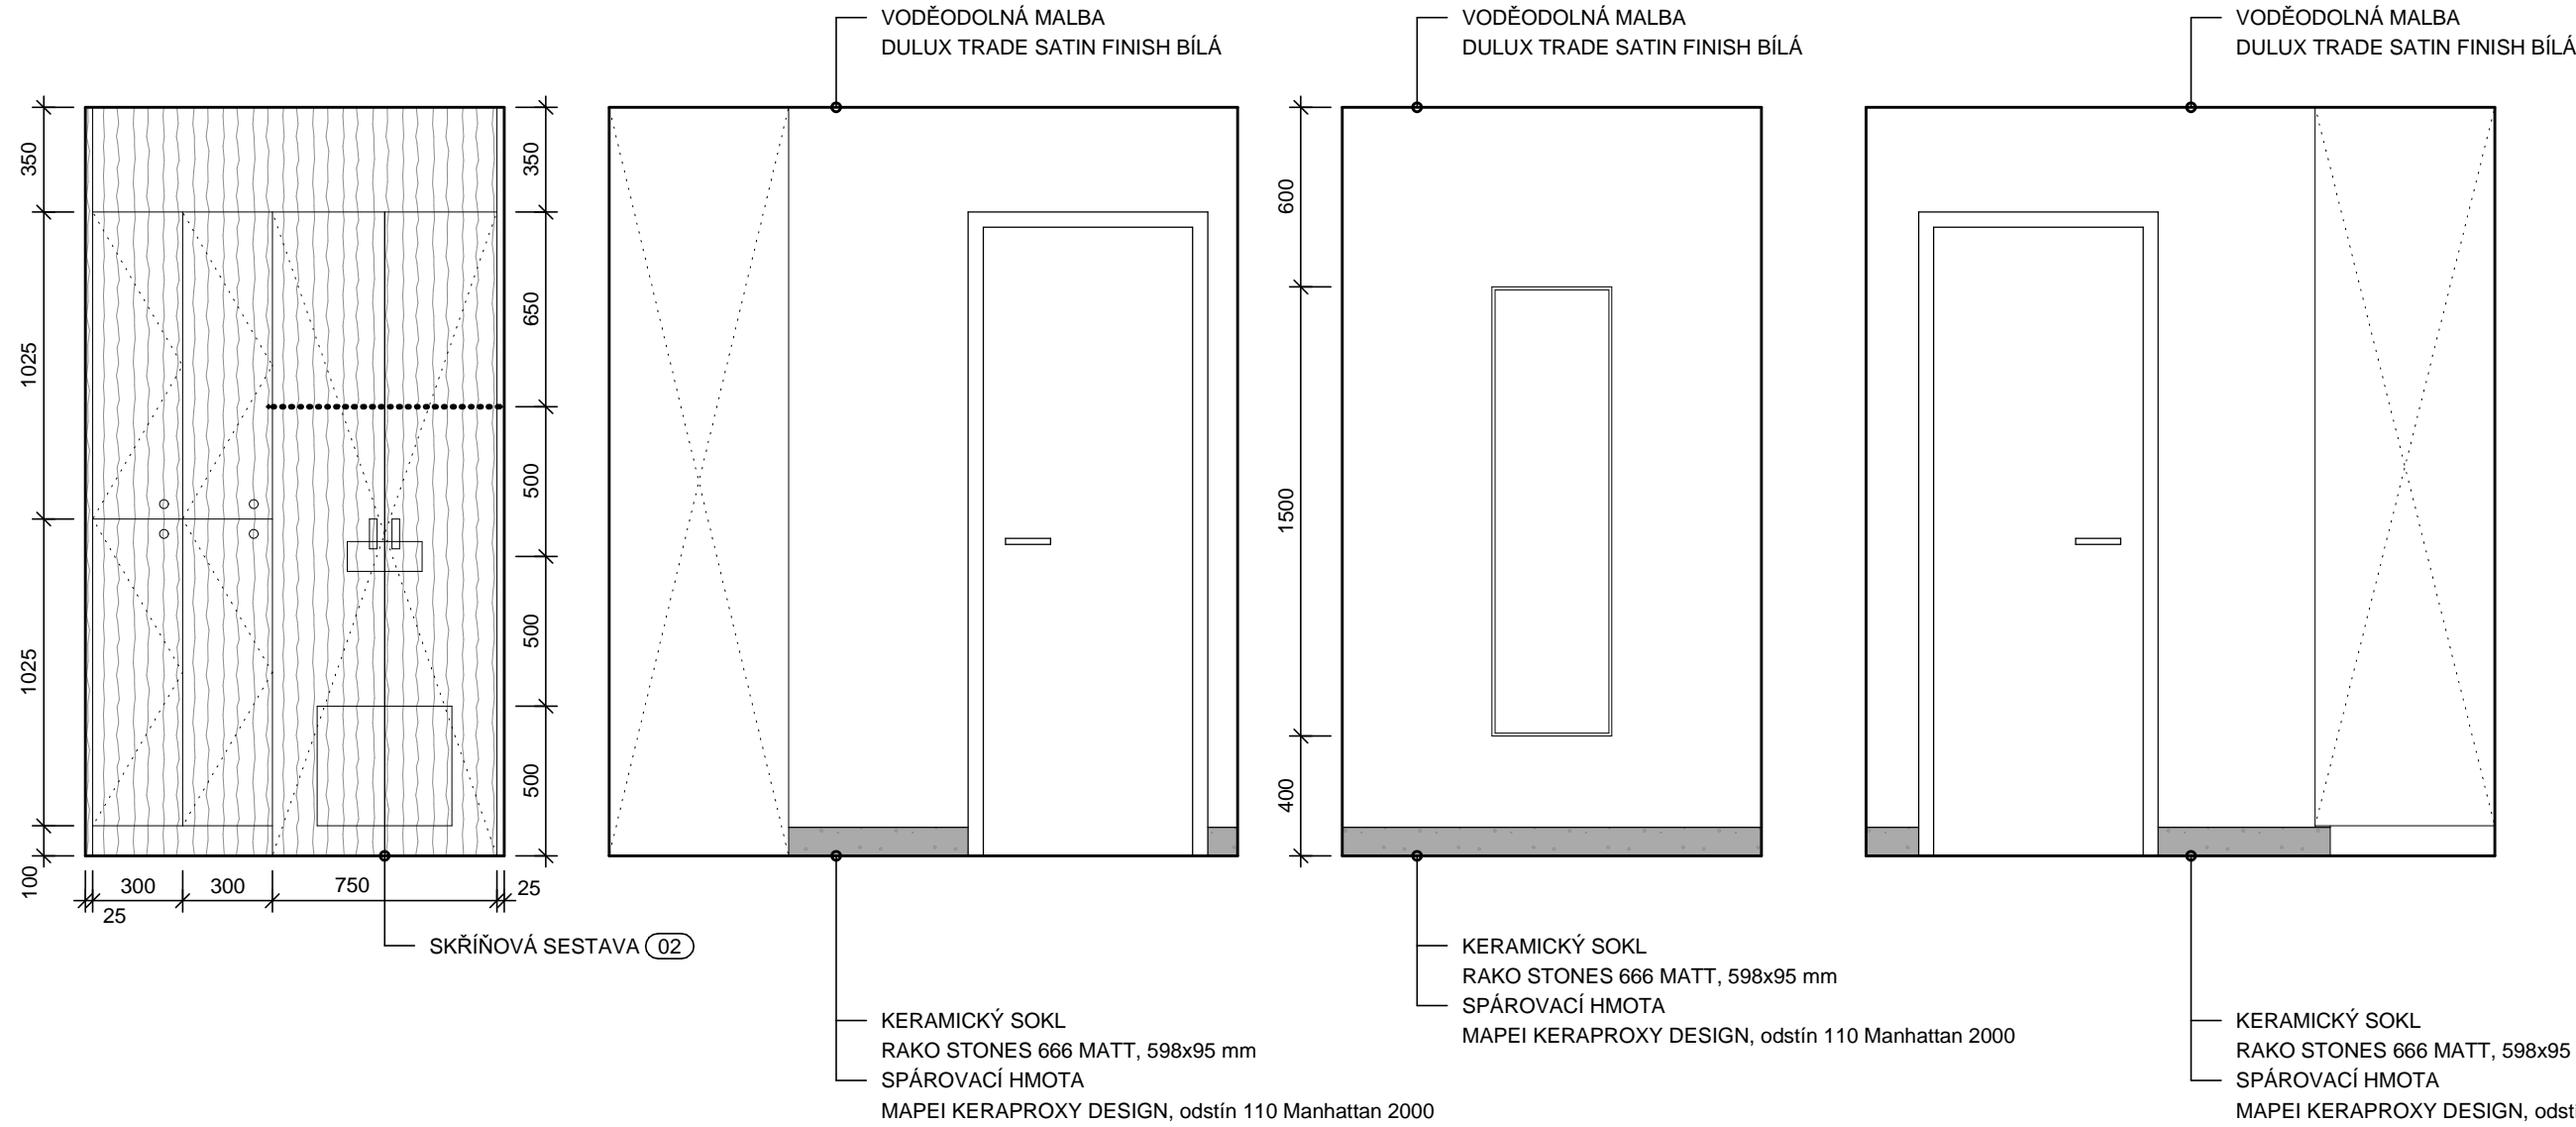 VODĚODOLNÁ MALBA
DULUX TRADE SATIN FINISH BÍLÁ
VODĚODOLNÁ MALBA
DULUX TRADE SATIN FINISH BÍLÁ
VODĚODOLNÁ MALBA
DULUX TRADE SATIN FINISH BÍLÁ
350
1025
1025
100
350
650
500
500
500
25
300
300
750
25
600
1500
400
SKŘÍŇOVÁ SESTAVA 02
KERAMICKÝ SOKL
RAKO STONES 666 MATT, 598x95 mm
SPÁROVACÍ HMOTA
MAPEI KERAPROXY DESIGN, odstín 110 Manhattan 2000
KERAMICKÝ SOKL
RAKO STONES 666 MATT, 598x95 mm
SPÁROVACÍ HMOTA
MAPEI KERAPROXY DESIGN, odstín 110 Manhattan 2000
KERAMICKÝ SOKL
RAKO STONES 666 MATT, 598x95
SPÁROVACÍ HMOTA
MAPEI KERAPROXY DESIGN,